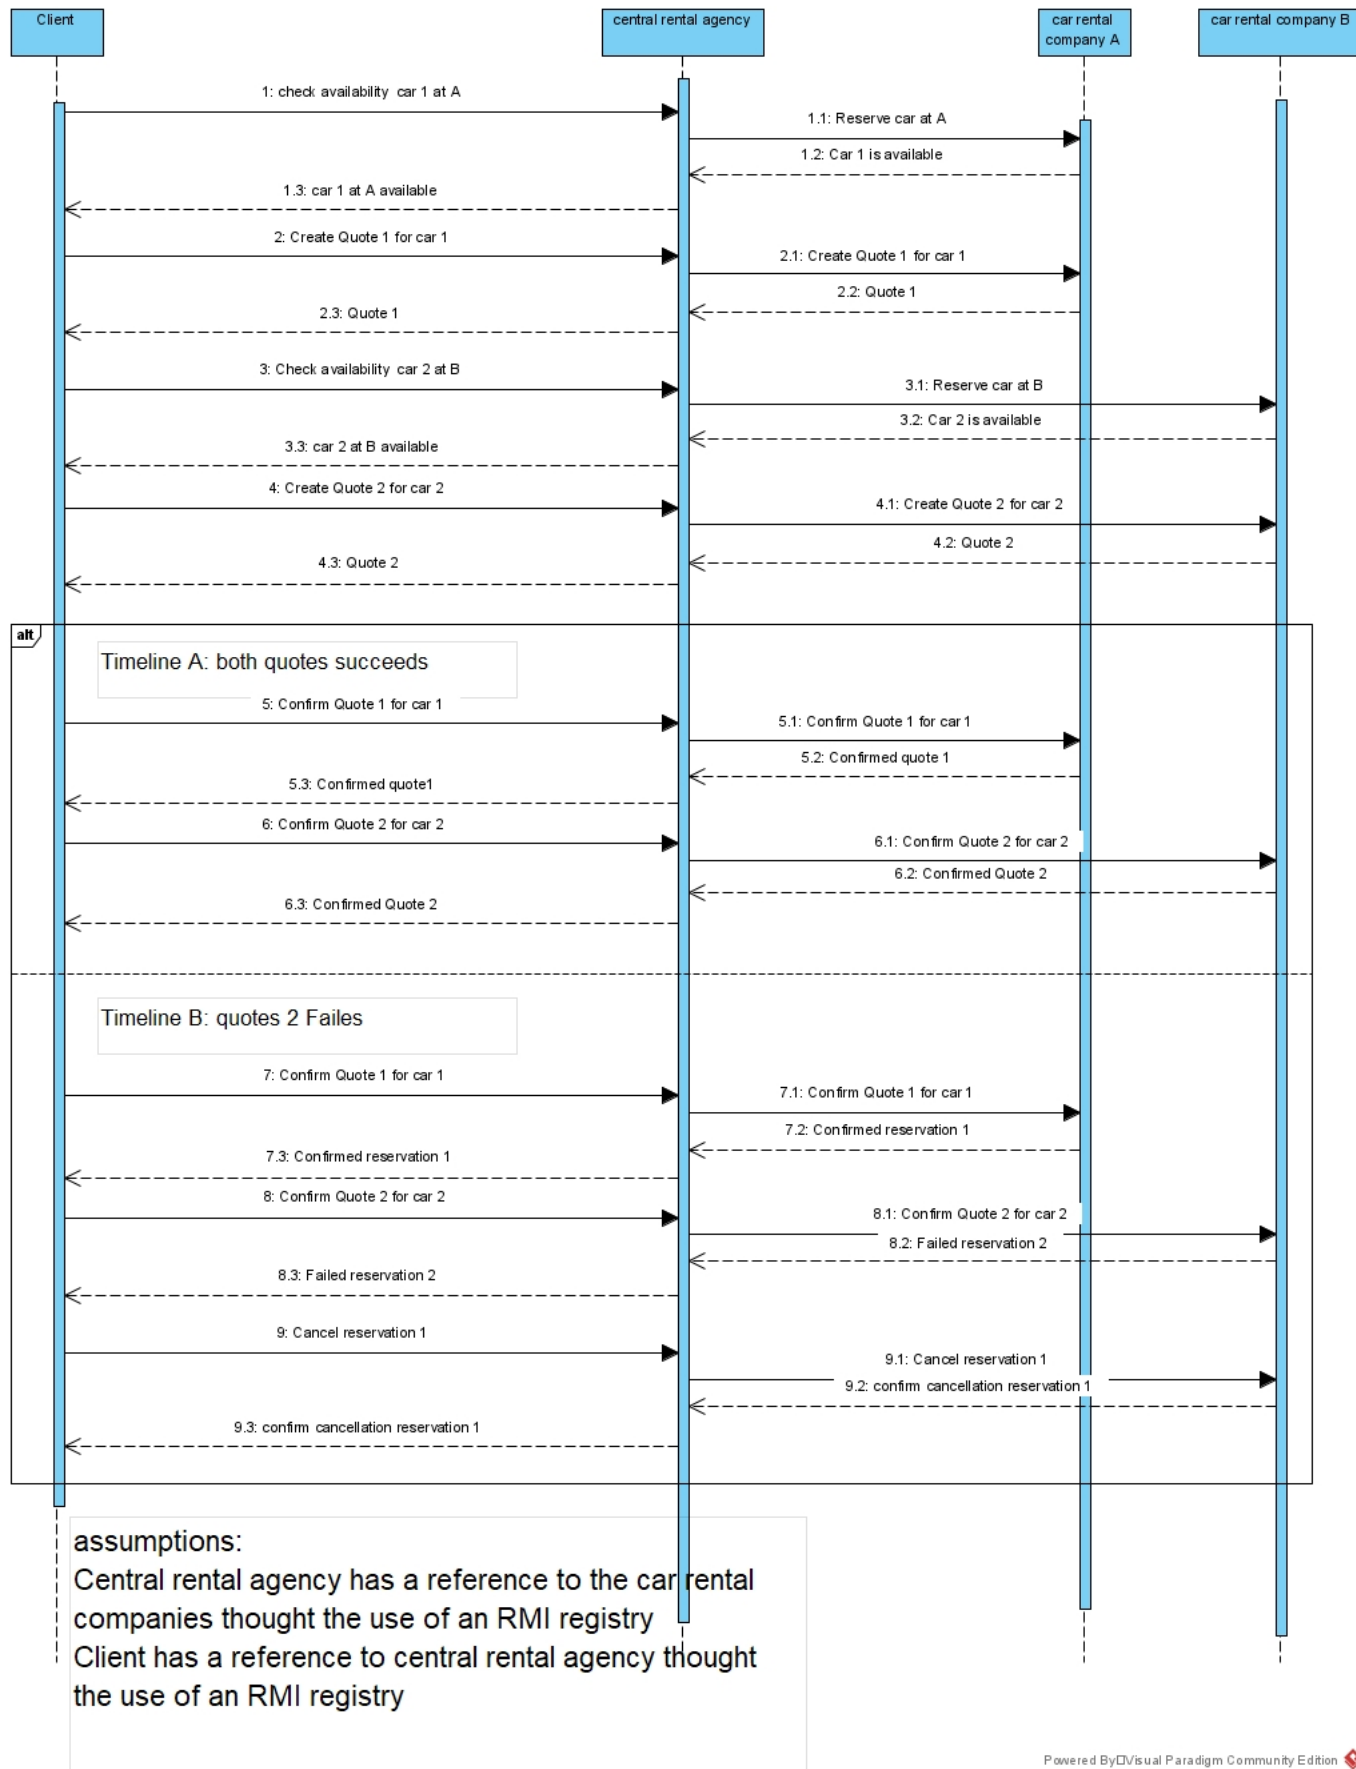 Client
central rental agency
car rental
company A
car rental company B
1: check availability car 1 at A
1.1: Reserve car at A
1.2: Car 1 is available
1.3: car 1 at A available
2: Create Quote 1 for car 1
2.1: Create Quote 1 for car 1
2.2: Quote 1
2.3: Quote 1
3: Check availability car 2 at B
3.1: Reserve car at B
3.2: Car 2 is available
3.3: car 2 at B available
4: Create Quote 2 for car 2
4.1: Create Quote 2 for car 2
4.2: Quote 2
4.3: Quote 2
alt
Timeline A: both quotes succeeds
5: Confirm Quote 1 for car 1
5.1: Confirm Quote 1 for car 1
5.2: Confirmed quote 1
5.3: Confirmed quote1
6: Confirm Quote 2 for car 2
6.1: Confirm Quote 2 for car 2
6.2: Confirmed Quote 2
6.3: Confirmed Quote 2
Timeline B: quotes 2 Failes
7: Confirm Quote 1 for car 1
7.1: Confirm Quote 1 for car 1
7.2: Confirmed reservation 1
7.3: Confirmed reservation 1
8: Confirm Quote 2 for car 2
8.1: Confirm Quote 2 for car 2
8.2: Failed reservation 2
8.3: Failed reservation 2
9: Cancel reservation 1
9.1: Cancel reservation 1
9.2: confirm cancellation reservation 1
9.3: confirm cancellation reservation 1
assumptions:
Central rental agency has a reference to the car rental
companies thought the use of an RMI registry
Client has a reference to central rental agency thought
the use of an RMI registry
Powered By□Visual Paradigm Community Edition